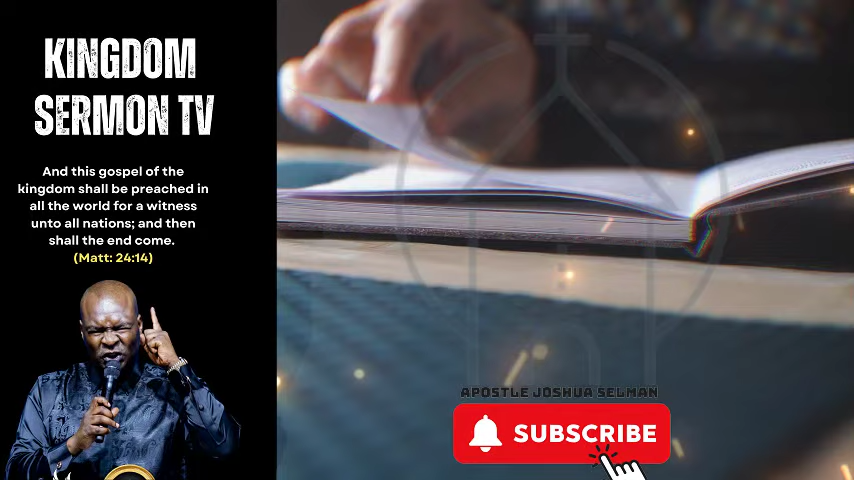 KINGDOM
SERMON TV
And this gospel of the
kingdom shall be preached in
all the world for a witness
unto all nations; and then
shall the end come.
(Matt: 24:14)
APOSTLE JOSHUA SELMAN
SUBSCRIBE